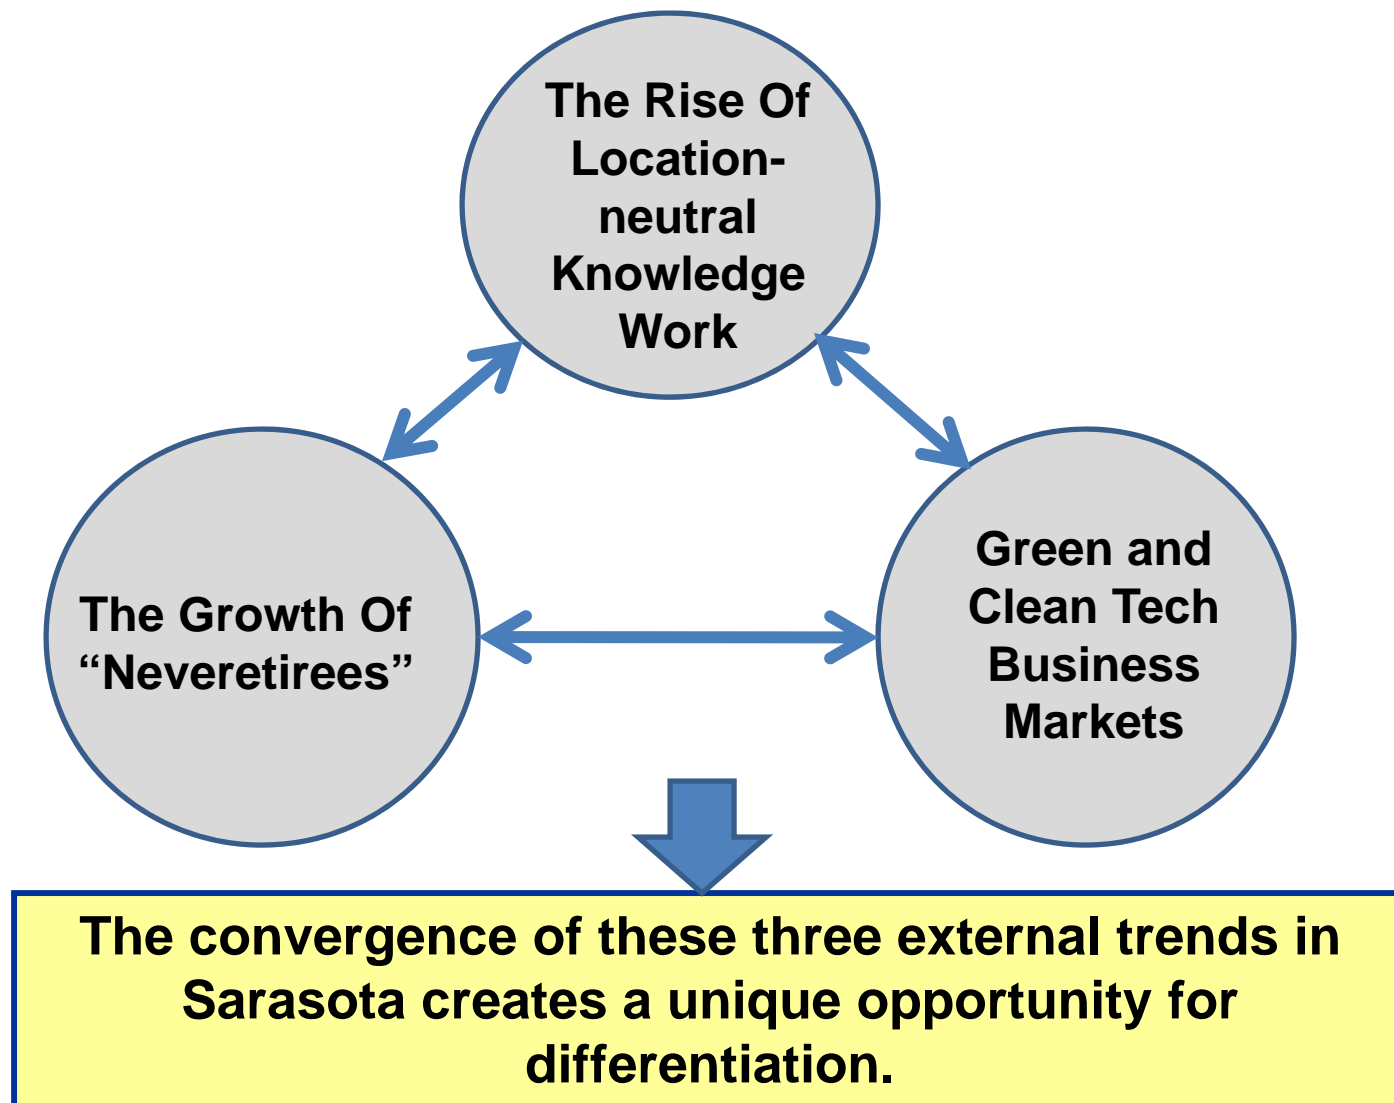 The Rise Of
Location-
neutral
Knowledge
Work
The Growth Of
“Neveretirees”
Green and
Clean Tech
Business
Markets
The convergence of these three external trends in
Sarasota creates a unique opportunity for
differentiation.